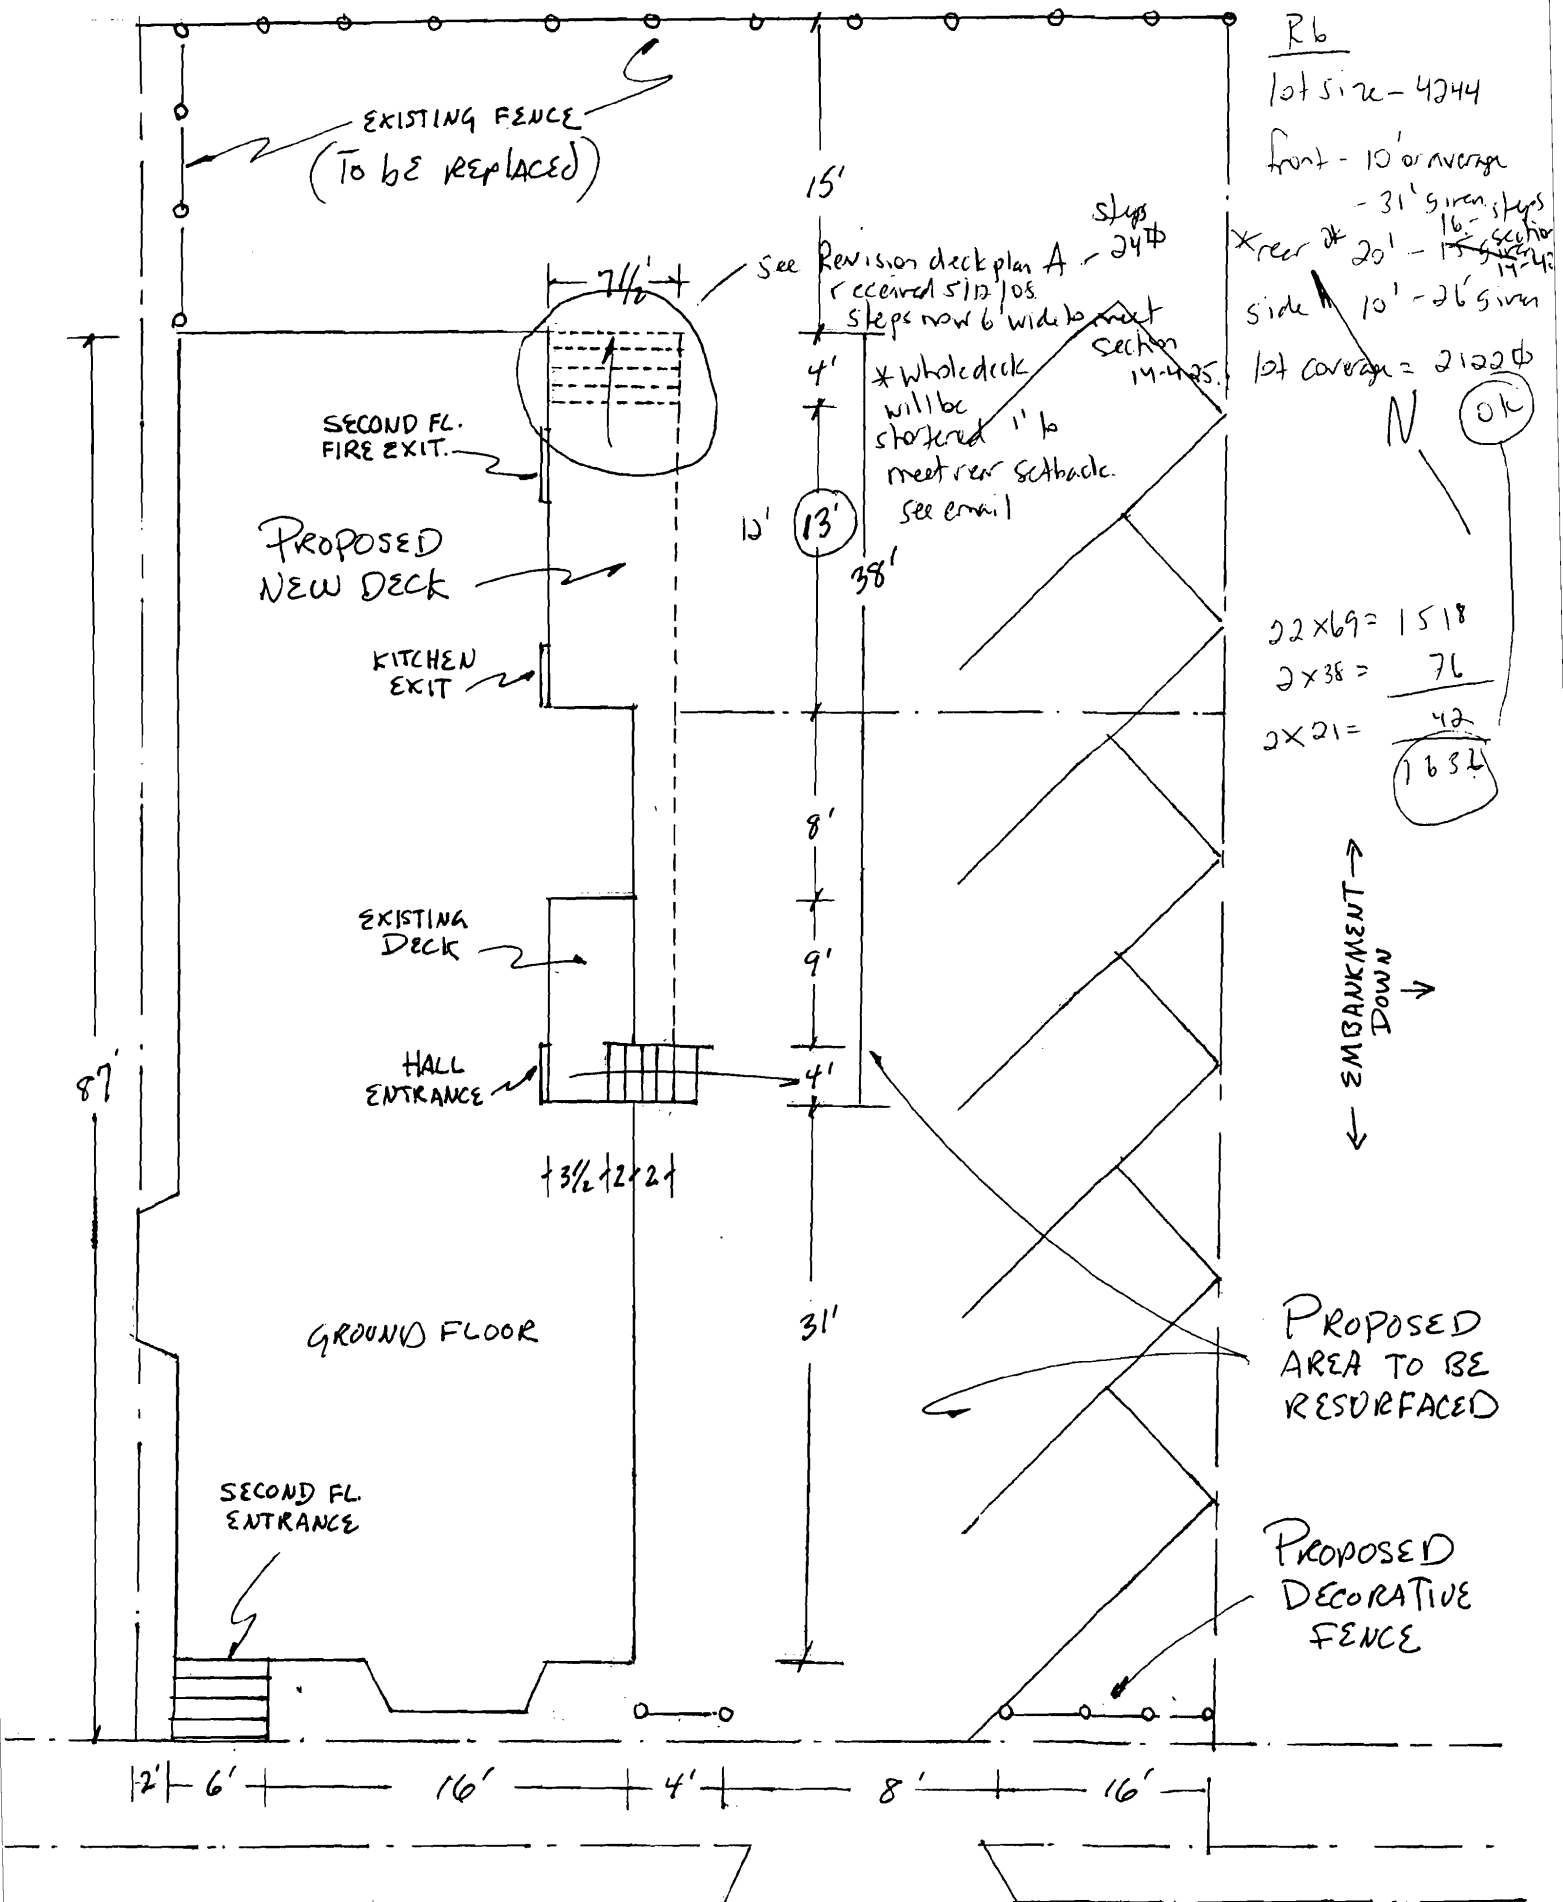 R6
lot size - 4244
front - 10' or average
- 31' given
steps
* rear 20' - 16 -
section
side 10' - 26' given
lot coverage = 2122
OK
N
EXISTING FENCE
(To bE REPLACED)
15'
7½'
see Revision deck plan A -
steps
24
received 5/12/05
steps now 6' wide to meet
section
14-425.
4'
* whole deck
will be
shortened 1' to
meet rear setback.
see email
SECOND FL.
FIRE EXIT.
12'
13'
38'
PROPOSED
NEW DECK
KITCHEN
EXIT
22 x 69 = 1518
2 x 38 = 76
2 x 21 = 42
1636
8'
EXISTING
DECK
9'
← EMBANKMENT →
DOWN →
HALL
ENTRANCE
4'
87'
3½ 2 2
31'
GROUND FLOOR
PROPOSED
AREA TO BE
RESURFACED
SECOND FL.
ENTRANCE
PROPOSED
DECORATIVE
FENCE
2' 6' 16' 4' 8' 16'